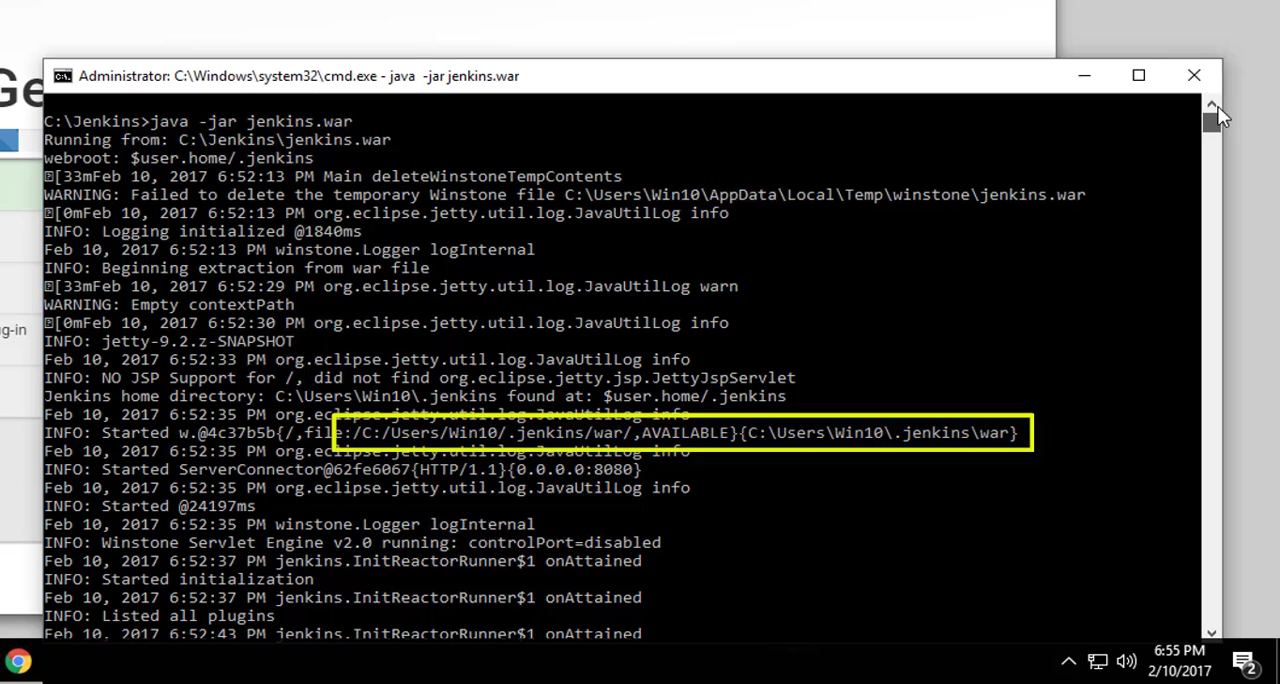 Ge
Administrator: C:\Windows\system32\cmd.exe - java -jar jenkins.war
C:\Jenkins>java -jar jenkins.war
Running from: C:\Jenkins\jenkins.war
webroot: $user.home/.jenkins
[33mFeb 10, 2017 6:52:13 PM Main deleteWinstoneTempContents
WARNING: Failed to delete the temporary Winstone file C:\Users\Win10\AppData\Local\Temp\winstone\jenkins.war
[0mFeb 10, 2017 6:52:13 PM org.eclipse.jetty.util.log.JavaUtilLog info
INFO: Logging initialized @1840ms
Feb 10, 2017 6:52:13 PM winstone.Logger logInternal
INFO: Beginning extraction from war file
[33mFeb 10, 2017 6:52:29 PM org.eclipse.jetty.util.log.JavaUtilLog warn
WARNING: Empty contextPath
[0mFeb 10, 2017 6:52:30 PM org.eclipse.jetty.util.log.JavaUtilLog info
ug-in
INFO: jetty-9.2.z-SNAPSHOT
Feb 10, 2017 6:52:33 PM org.eclipse.jetty.util.log.JavaUtilLog info
INFO: NO JSP Support for /, did not find org.eclipse.jetty.jsp.JettyJspServlet
Jenkins home directory: C:\Users\Win10\.jenkins found at: $user.home/.jenkins
Feb 10, 2017 6:52:35 PM org.eclipse.jetty.util.log.JavaUtilLog info
INFO: Started w.@4c37b5b{/,file:/C:/Users/Win10/.jenkins/war/,AVAILABLE}{C:\Users\Win10\.jenkins\war}
Feb 10, 2017 6:52:35 PM org.eclipse.jetty.util.log.JavaUtilLog info
INFO: Started ServerConnector@62fe6067{HTTP/1.1}{0.0.0.0:8080}
Feb 10, 2017 6:52:35 PM org.eclipse.jetty.util.log.JavaUtilLog info
INFO: Started @24197ms
Feb 10, 2017 6:52:35 PM winstone.Logger logInternal
INFO: Winstone Servlet Engine v2.0 running: controlPort=disabled
Feb 10, 2017 6:52:37 PM jenkins.InitReactorRunner$1 onAttained
INFO: Started initialization
Feb 10, 2017 6:52:37 PM jenkins.InitReactorRunner$1 onAttained
INFO: Listed all plugins
Feb 10, 2017 6:52:43 PM jenkins.InitReactorRunner$1 onAttained
6:55 PM
2/10/2017
2